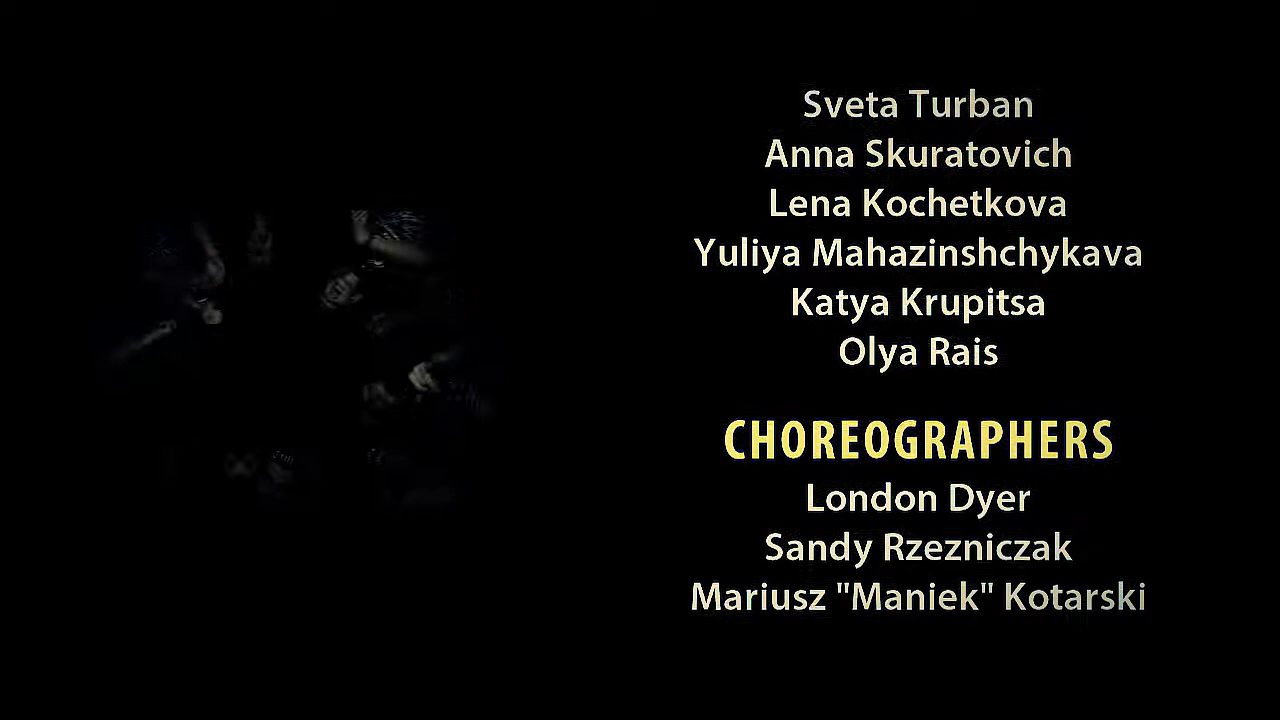 Sveta Turban
Anna Skuratovich
Lena Kochetkova
Yuliya Mahazinshchykava
Katya Krupitsa
Olya Rais
CHOREOGRAPHERS
London Dyer
Sandy Rzezniczak
Mariusz "Maniek" Kotarski